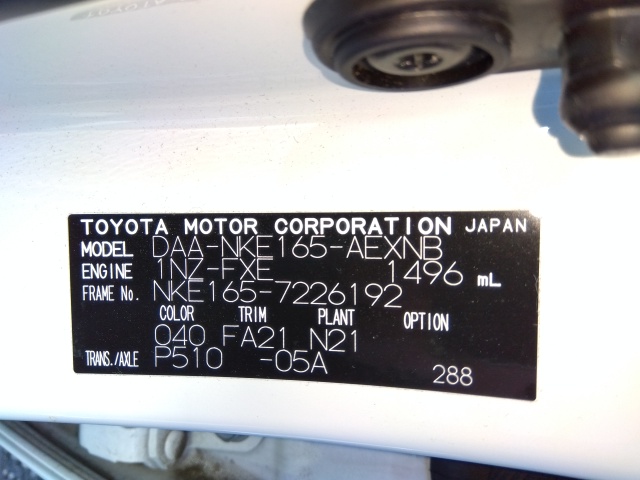 TOYOTA MOTOR CORPORATION JAPAN
MODEL DAA-NKE165-AEXNB
ENGINE 1NZ-FXE 1496 mL
FRAME No. NKE165-7226192
COLOR TRIM PLANT OPTION
040 FA21 N21
TRANS./AXLE P510 -05A
288